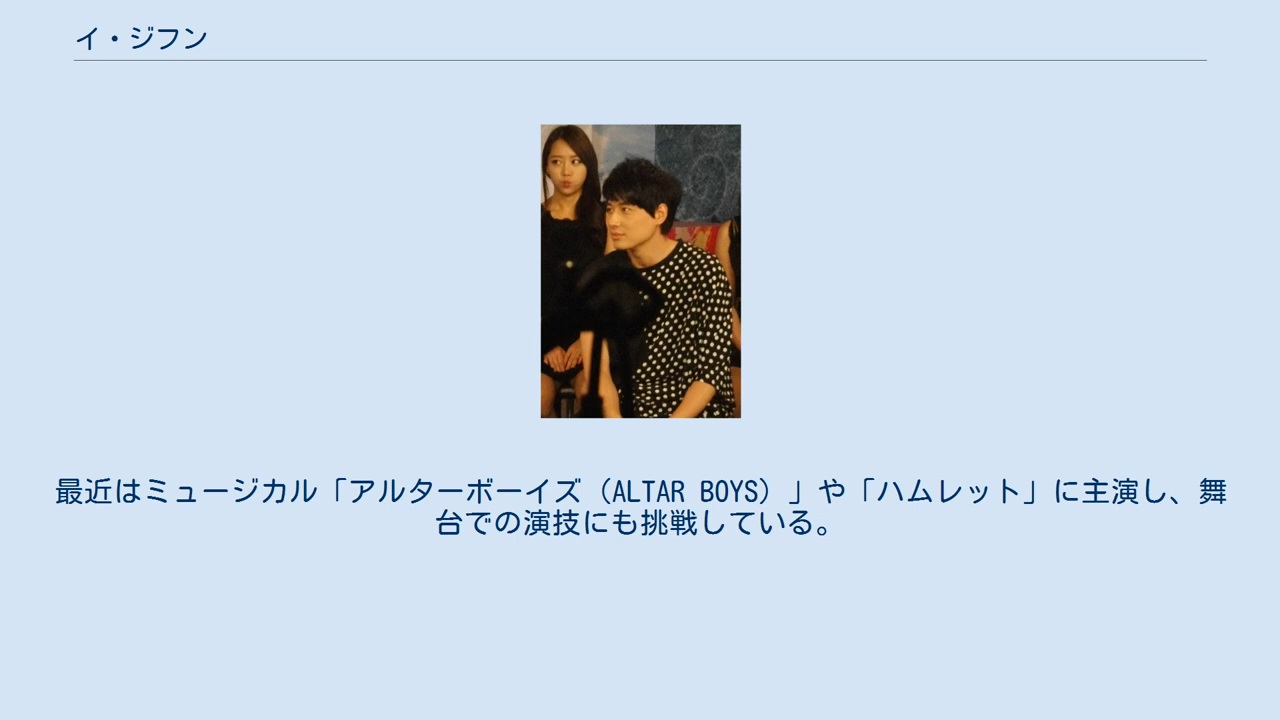 イ・ジフン
最近はミュージカル「アルターボーイズ（ALTAR BOYS）」や「ハムレット」に主演し、舞
台での演技にも挑戦している。